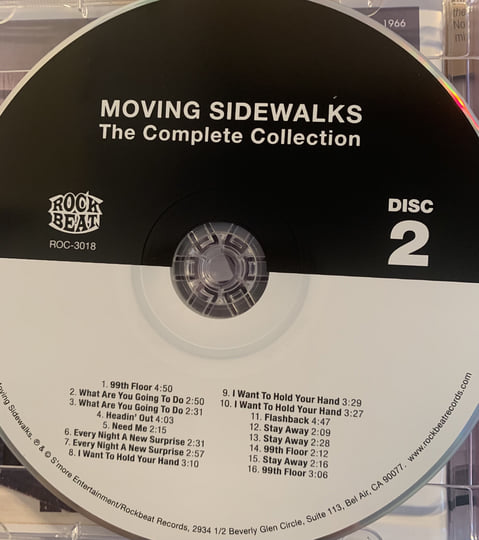 1966
the
No
mi
MOVING SIDEWALKS
The Complete Collection
ROCK
BEAT
ROC-3018
DISC
2
1. 99th Floor 4:50
2. What Are You Going To Do 2:50
3. What Are You Going To Do 2:31
4. Headin' Out 4:03
5. Need Me 2:15
6. Every Night A New Surprise 2:31
7. Every Night A New Surprise 2:57
8. I Want To Hold Your Hand 3:10
9. I Want To Hold Your Hand 3:29
10. I Want To Hold Your Hand 3:27
11. Flashback 4:47
12. Stay Away 2:09
13. Stay Away 2:28
14. 99th Floor 2:12
15. Stay Away 2:16
16. 99th Floor 3:06
Moving Sidewalks. ℗ & © S'more Entertainment/Rockbeat Records, 2934 1/2 Beverly Glen Circle, Suite 113, Bel Air, CA 90077. www.rockbeatrecords.com